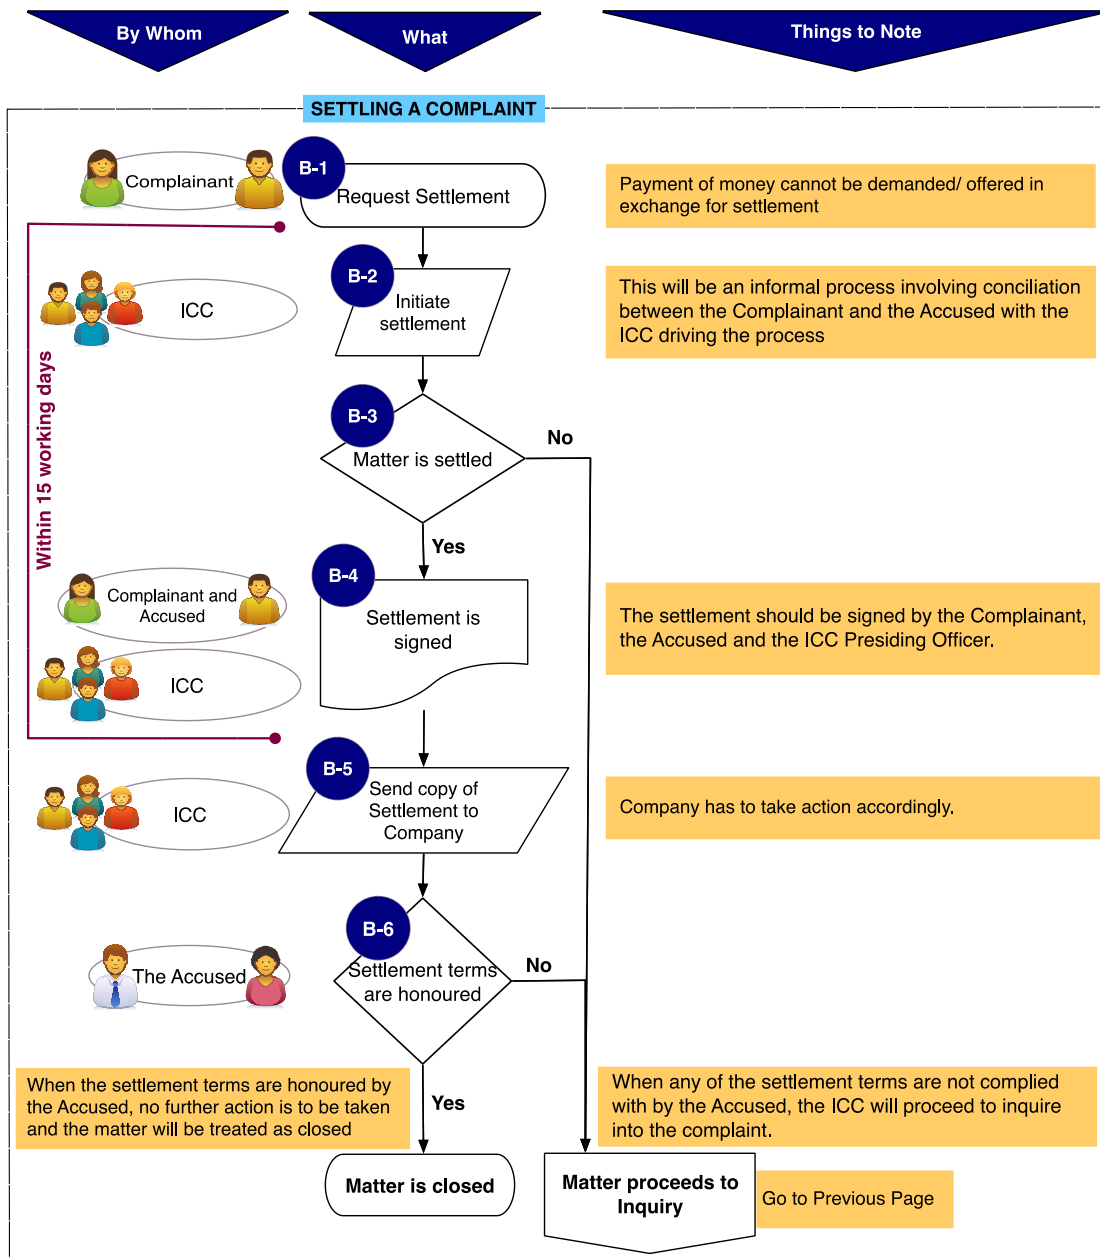 By Whom
What
Things to Note
SETTLING A COMPLAINT
Complainant
B-1
Request Settlement
Payment of money cannot be demanded/ offered in
exchange for settlement
Within 15 working days
ICC
B-2
Initiate
settlement
This will be an informal process involving conciliation
between the Complainant and the Accused with the
ICC driving the process
B-3
Matter is settled
No
Yes
Complainant and
Accused
B-4
Settlement is
signed
The settlement should be signed by the Complainant,
the Accused and the ICC Presiding Officer.
ICC
ICC
B-5
Send copy of
Settlement to
Company
Company has to take action accordingly.
The Accused
B-6
Settlement terms
are honoured
No
When the settlement terms are honoured by
the Accused, no further action is to be taken
and the matter will be treated as closed
Yes
When any of the settlement terms are not complied
with by the Accused, the ICC will proceed to inquire
into the complaint.
Matter is closed
Matter proceeds to
Inquiry
Go to Previous Page